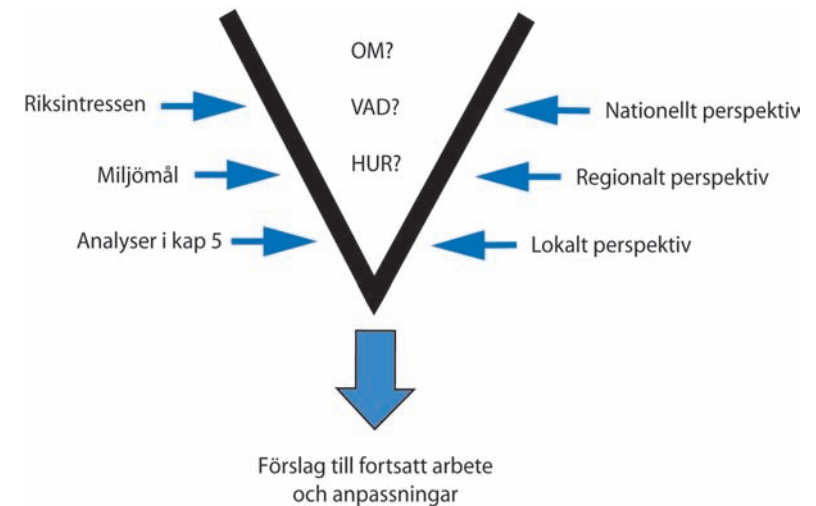 OM?
Riksintressen
VAD?
Nationellt perspektiv
HUR?
Miljömål
Regionalt perspektiv
Analyser i kap 5
Lokalt perspektiv
Förslag till fortsatt arbete
och anpassningar